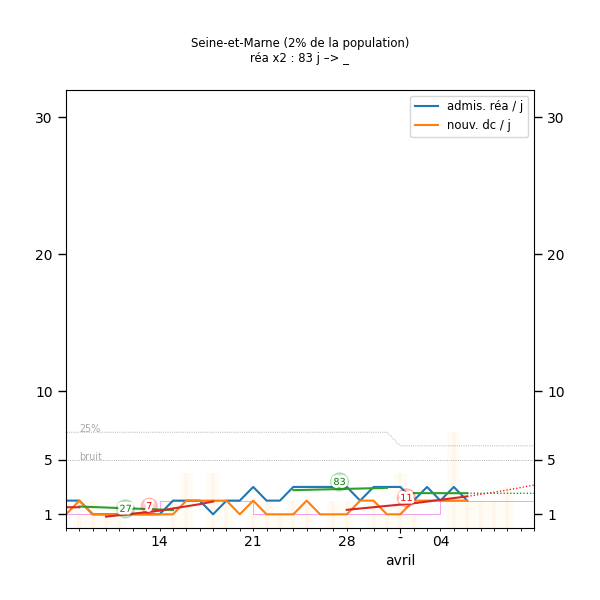 Seine-et-Marne (2% de la population)
réa x2 : 83 j –> _
admis. réa / j
nouv. dc / j
30 30
20 20
10 10
25%
5 bruit 5
83
27 7 11
1 1
14 21 28 - 04
avril